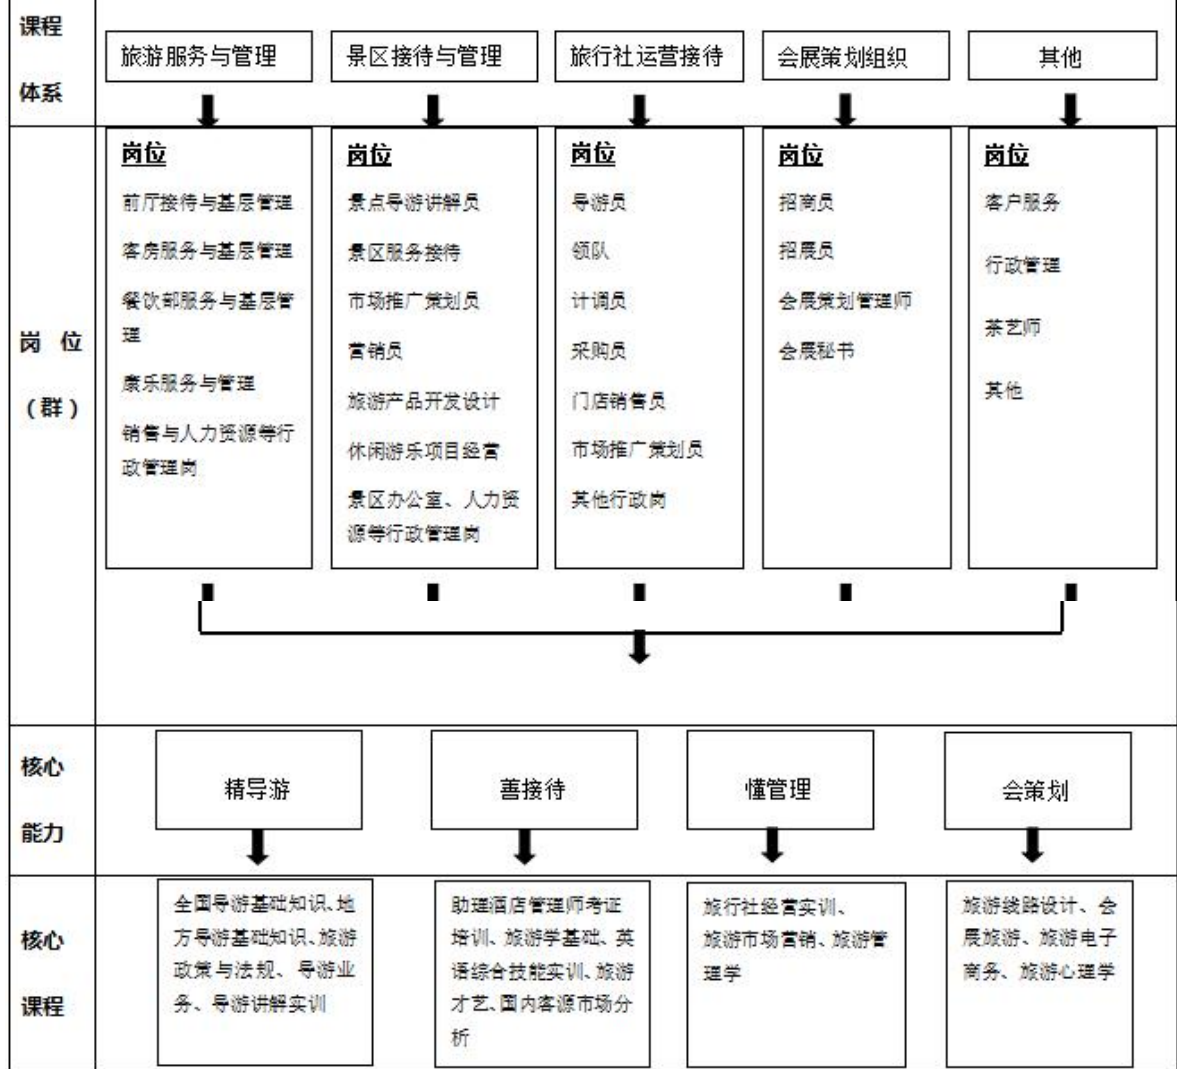 课程
体系
旅游服务与管理
景区接待与管理
旅行社运营接待
会展策划组织
其他
岗 位
（群）
岗位
前厅接待与基层管理
客房服务与基层管理
餐饮部服务与基层管
理
康乐服务与管理
销售与人力资源等行
政管理岗
岗位
景点导游讲解员
景区服务接待
市场推广策划员
营销员
旅游产品开发设计
休闲游乐项目经营
景区办公室、人力资
源等行政管理岗
岗位
导游员
领队
计调员
采购员
门店销售员
市场推广策划员
其他行政岗
岗位
招商员
招展员
会展策划管理师
会展秘书
岗位
客户服务
行政管理
茶艺师
其他
核心
能力
精导游
善接待
懂管理
会策划
核心
课程
全国导游基础知识、地
方导游基础知识、旅游
政策与法规、导游业
务、导游讲解实训
助理酒店管理师考证
培训、旅游学基础、英
语综合技能实训、旅游
才艺、国内客源市场分
析
旅行社经营实训、
旅游市场营销、旅游管
理学
旅游线路设计、会
展旅游、旅游电子
商务、旅游心理学